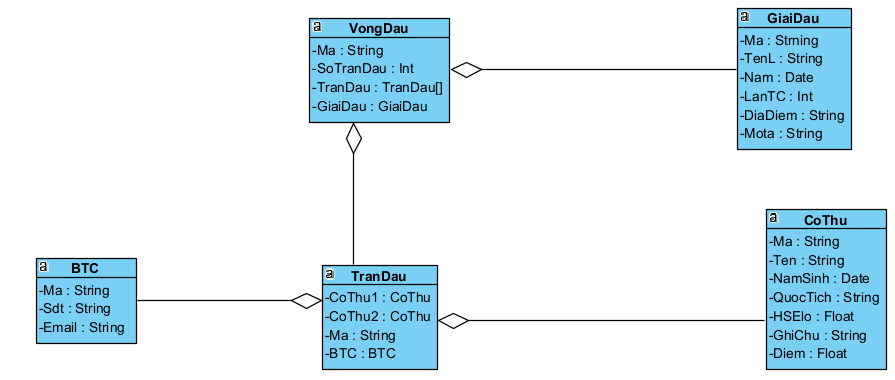 a
VongDau
-Ma : String
-SoTranDau : Int
-TranDau : TranDau[]
-GiaiDau : GiaiDau
a
GiaiDau
-Ma : Strning
-TenL : String
-Nam : Date
-LanTC : Int
-DiaDiem : String
-Mota : String
a
BTC
-Ma : String
-Sdt : String
-Email : String
a
TranDau
-CoThu1 : CoThu
-CoThu2 : CoThu
-Ma : String
-BTC : BTC
a
CoThu
-Ma : String
-Ten : String
-NamSinh : Date
-QuocTich : String
-HSElo : Float
-GhiChu : String
-Diem : Float